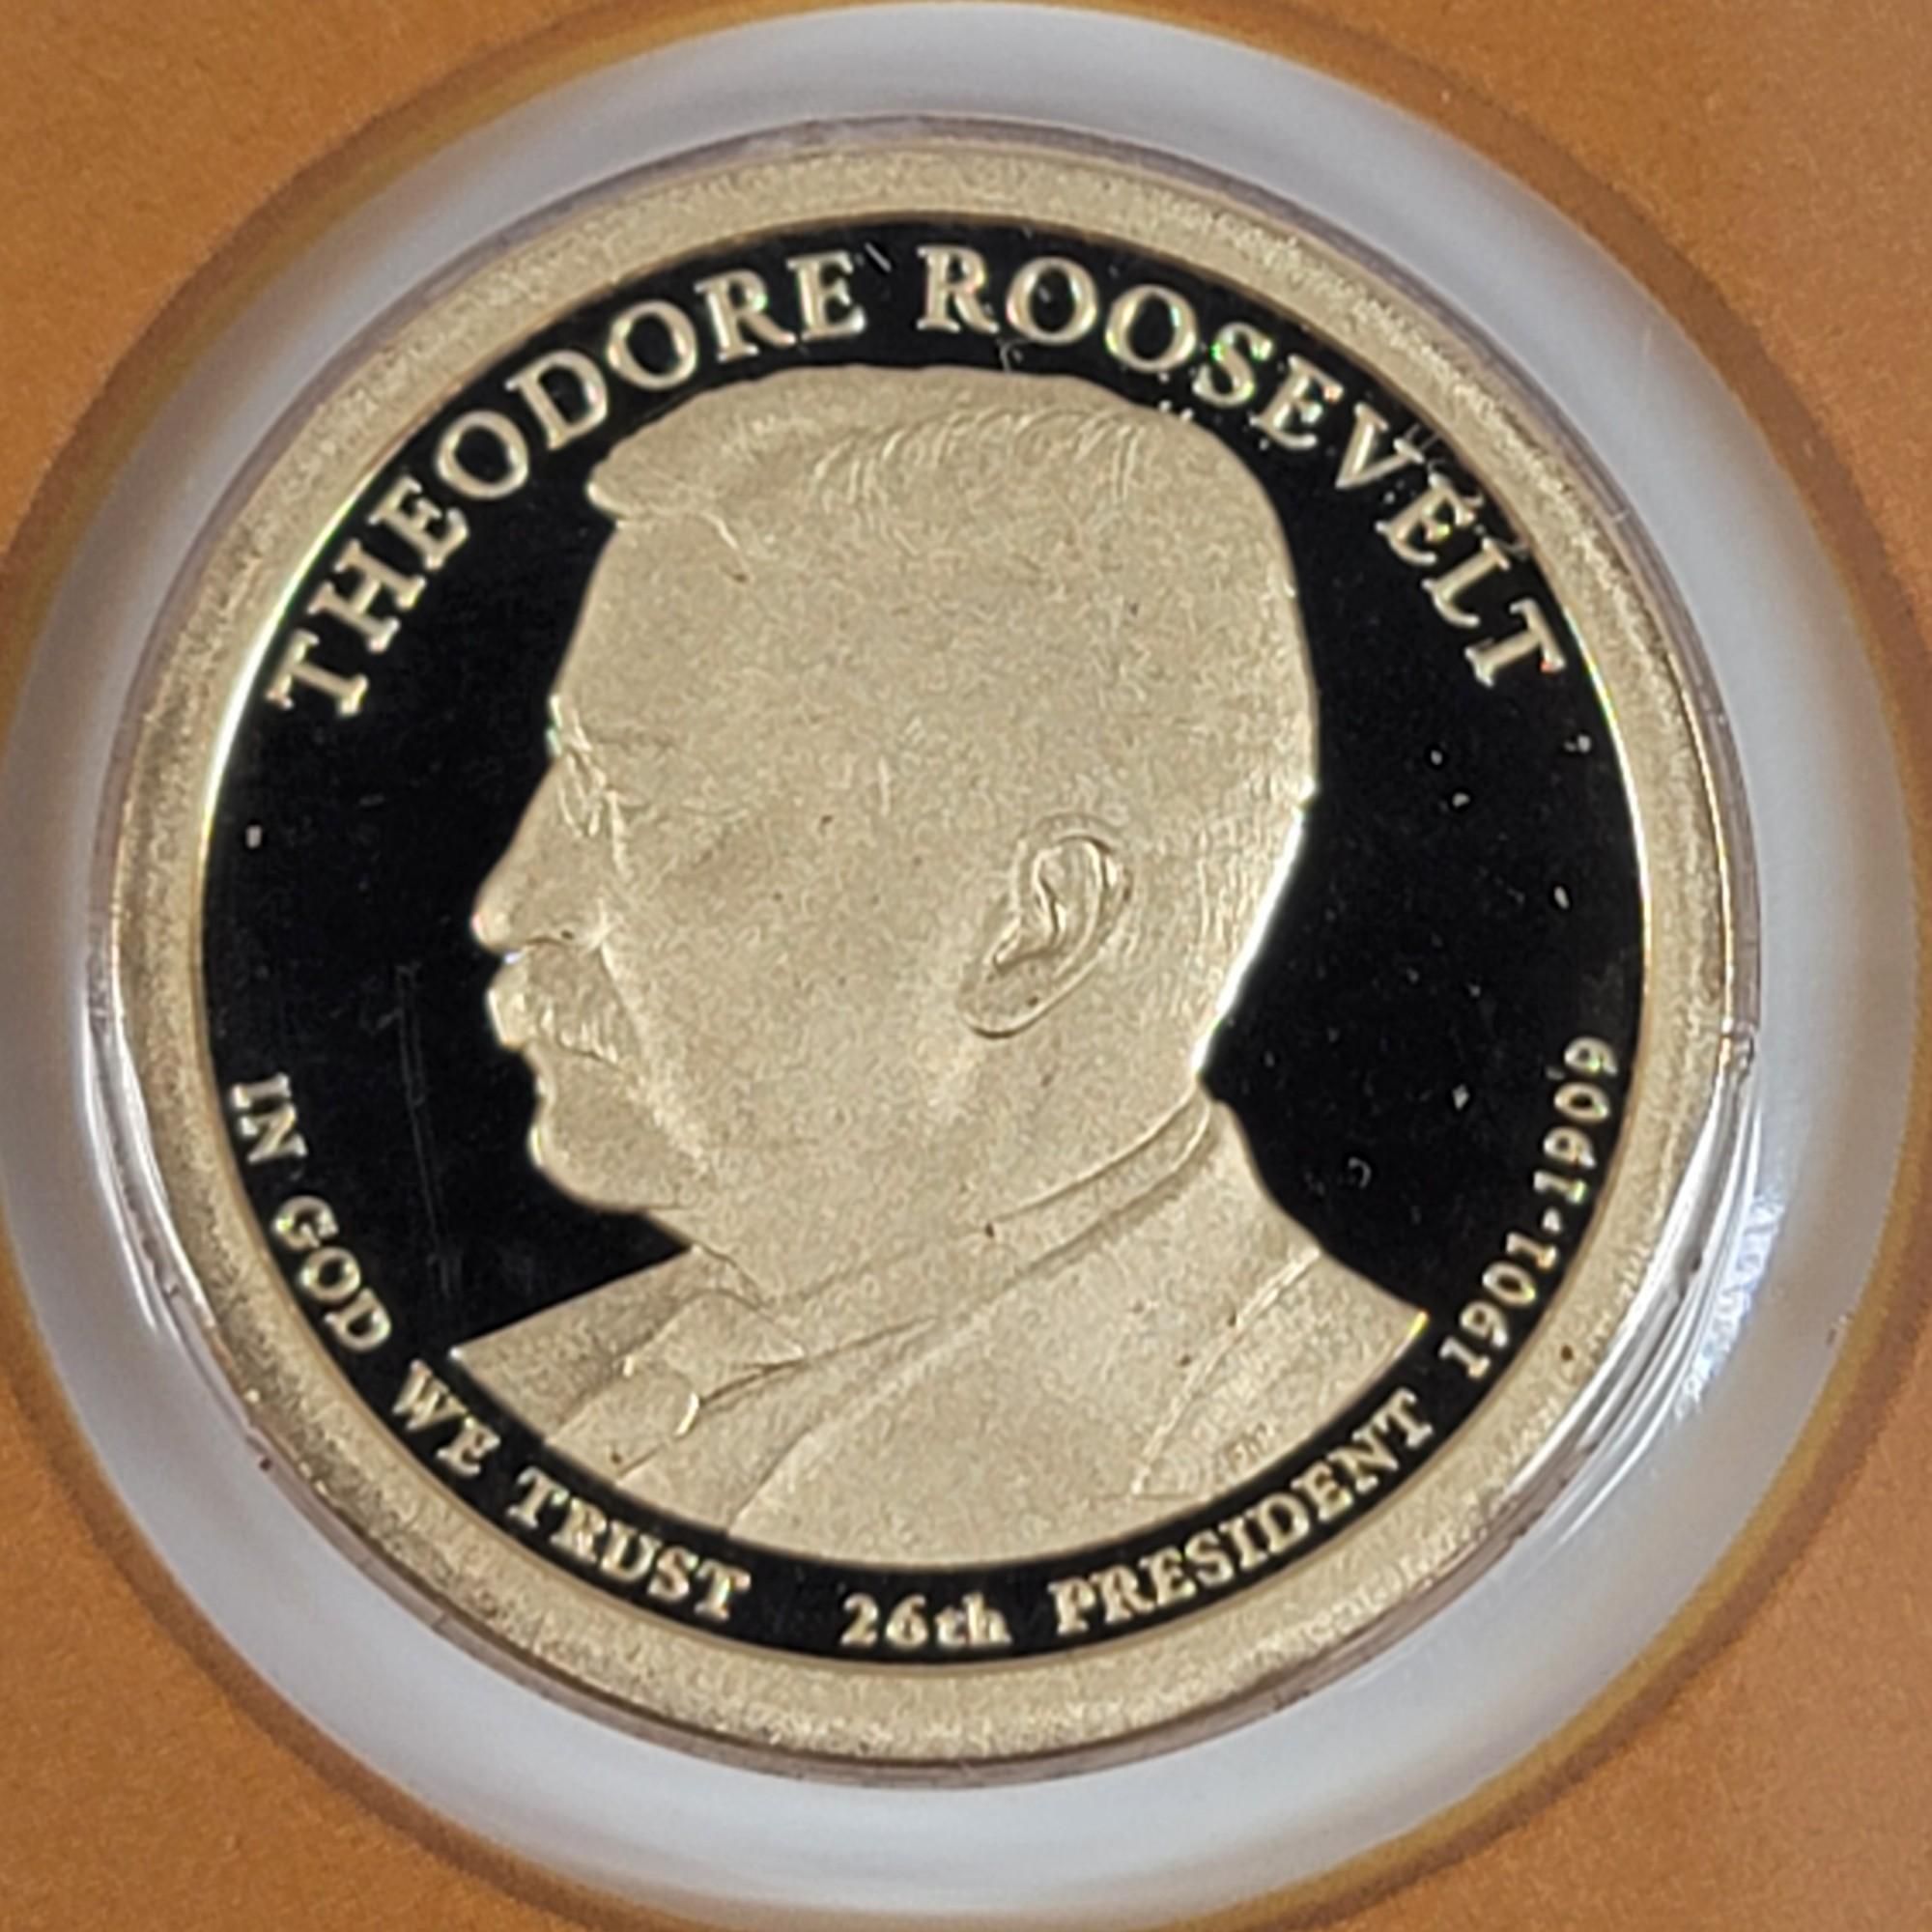 THEODORE ROOSEVELT
IN GOD WE TRUST 26th PRESIDENT 1901-1909